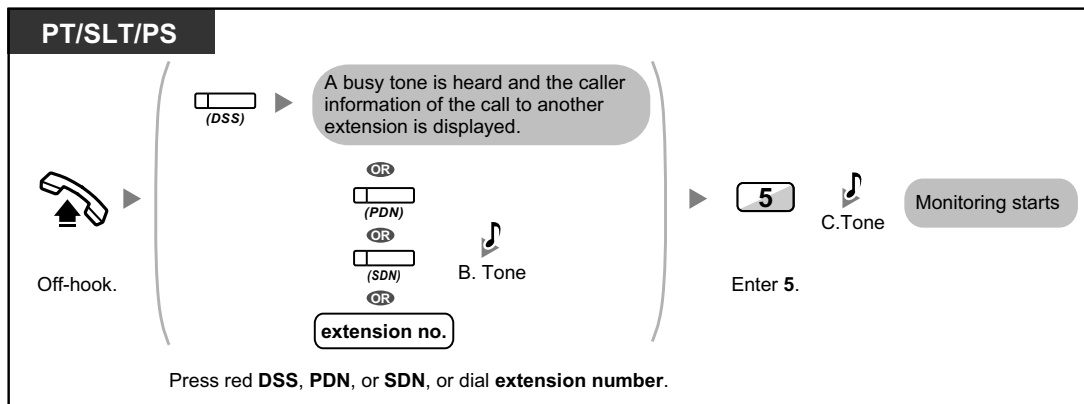 PT/SLT/PS
(DSS)
A busy tone is heard and the caller
information of the call to another
extension is displayed.
OR
(PDN)
OR
(SDN)
B. Tone
OR
extension no.
Off-hook.
Press red DSS, PDN, or SDN, or dial extension number.
5
Enter 5.
C.Tone
Monitoring starts